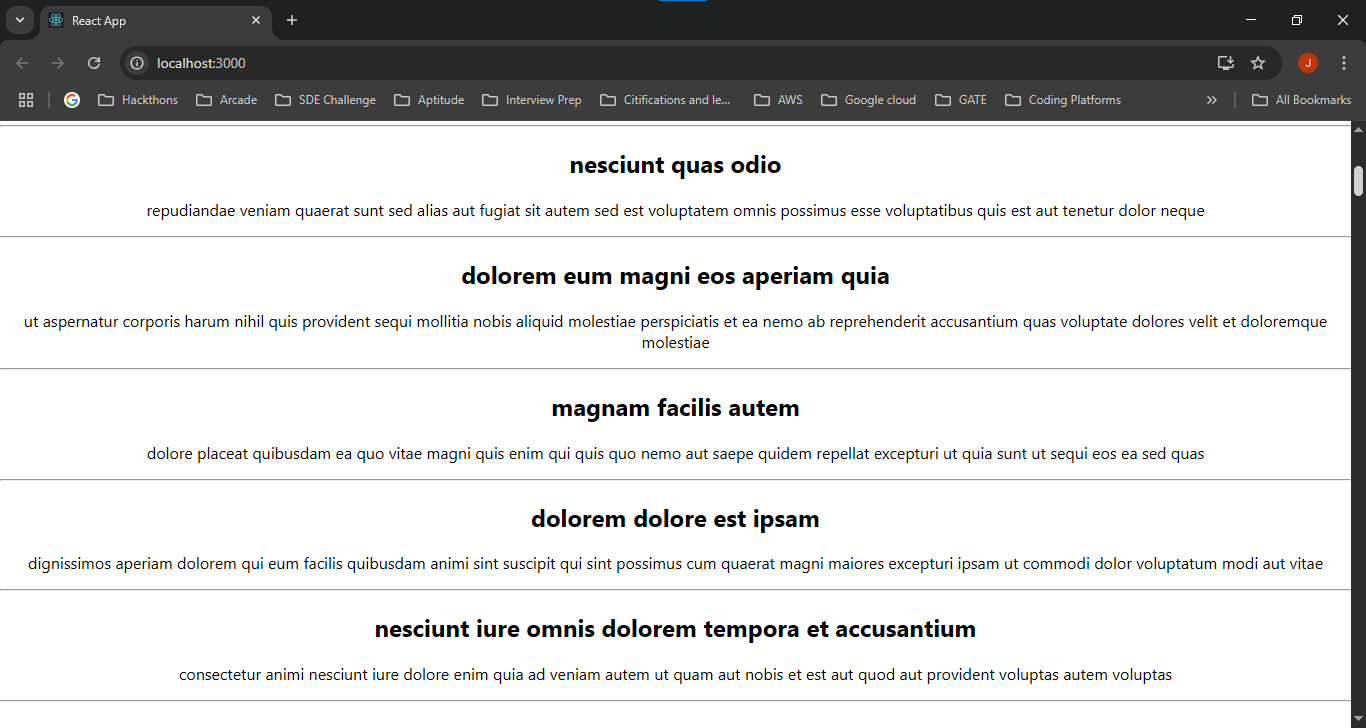 React App
localhost:3000
J
Hackthons
Arcade
SDE Challenge
Aptitude
Interview Prep
Citifications and le...
AWS
Google cloud
GATE
Coding Platforms
All Bookmarks
nesciunt quas odio
repudiandae veniam quaerat sunt sed alias aut fugiat sit autem sed est voluptatem omnis possimus esse voluptatibus quis est aut tenetur dolor neque
dolorem eum magni eos aperiam quia
ut aspernatur corporis harum nihil quis provident sequi mollitia nobis aliquid molestiae perspiciatis et ea nemo ab reprehenderit accusantium quas voluptate dolores velit et doloremque
molestiae
magnam facilis autem
dolore placeat quibusdam ea quo vitae magni quis enim qui quis quo nemo aut saepe quidem repellat excepturi ut quia sunt ut sequi eos ea sed quas
dolorem dolore est ipsam
dignissimos aperiam dolorem qui eum facilis quibusdam animi sint suscipit qui sint possimus cum quaerat magni maiores excepturi ipsam ut commodi dolor voluptatum modi aut vitae
nesciunt iure omnis dolorem tempora et accusantium
consectetur animi nesciunt iure dolore enim quia ad veniam autem ut quam aut nobis et est aut quod aut provident voluptas autem voluptas